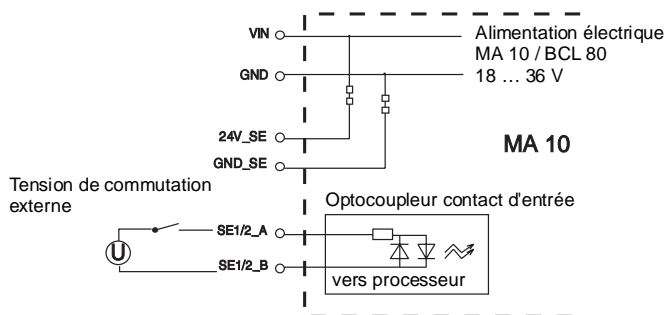 VIN
Alimentation électrique
MA 10 / BCL 80
GND
18 … 36 V
24V_SE
MA 10
GND_SE
Tension de commutation
externe
Optocoupleur contact d'entrée
SE1/2_A
U
SE1/2_B
vers processeur